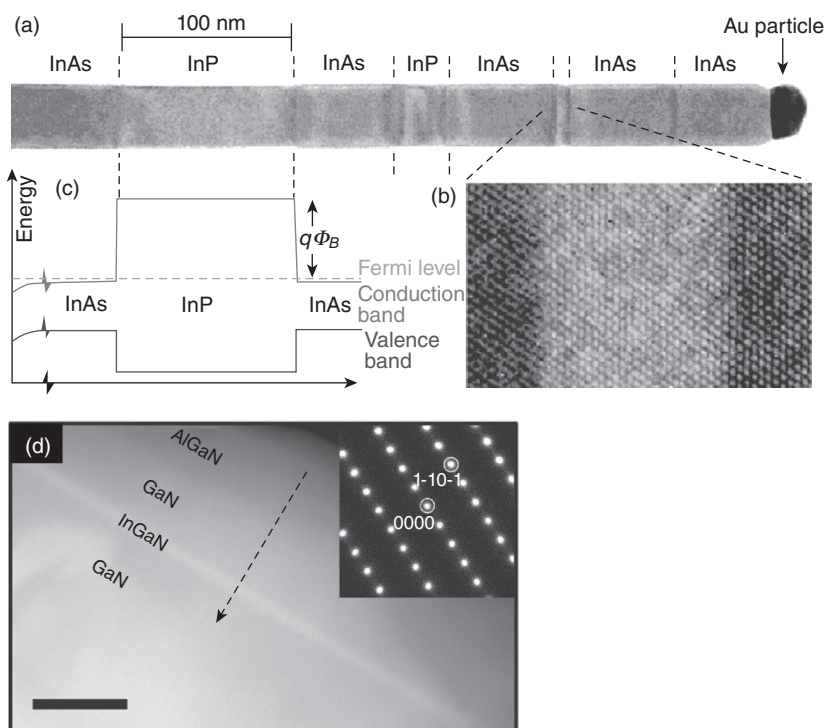 (a)
100 nm
Au particle
InAs
InP
InAs
InP
InAs
InAs
InAs
(c)
Energy
qΦB
Fermi level
Conduction
band
InAs
InP
InAs
Valence
band
(b)
(d)
AlGaN
GaN
InGaN
GaN
1-10-1
0000